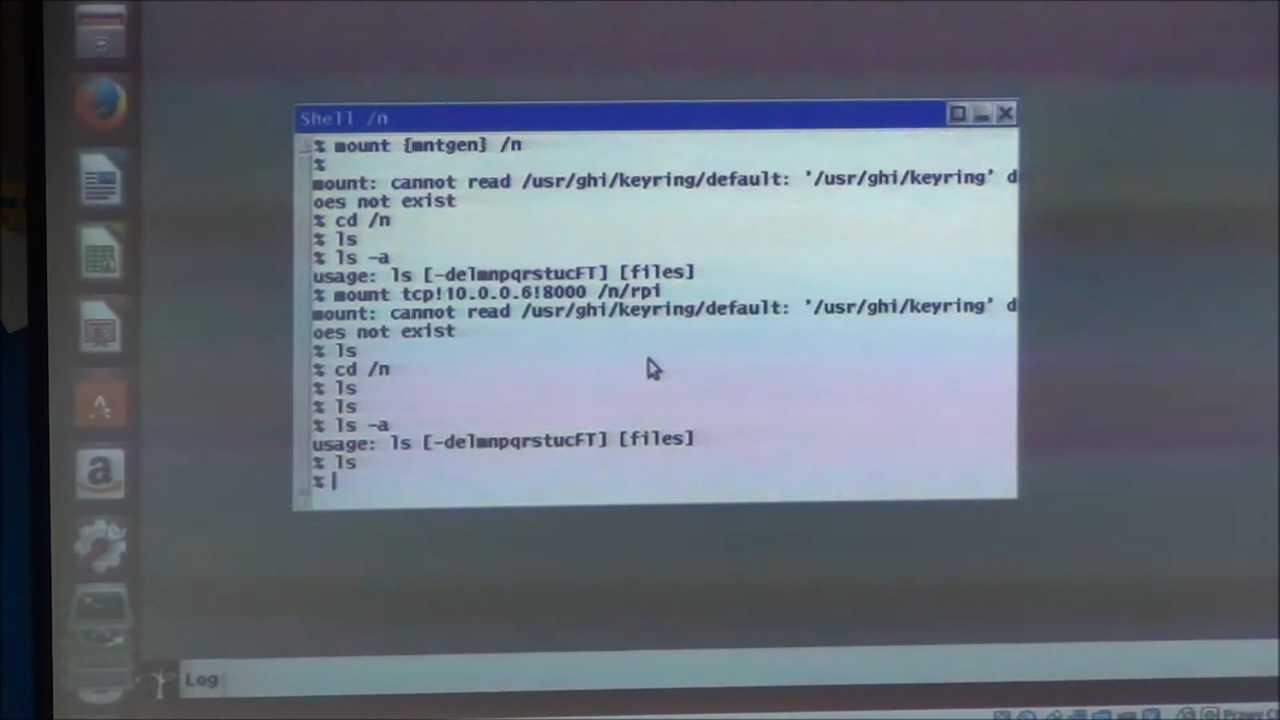 Shell /n
% mount {mntgen} /n
%
mount: cannot read /usr/ghi/keyring/default: '/usr/ghi/keyring' d
oes not exist
% cd /n
% ls
% ls -a
usage: ls [-delmnpqrstucFT] [files]
% mount tcp!10.0.0.6!8000 /n/rpi
mount: cannot read /usr/ghi/keyring/default: '/usr/ghi/keyring' d
oes not exist
% ls
% cd /n
% ls
% ls
% ls -a
usage: ls [-delmnpqrstucFT] [files]
% ls
%
Log